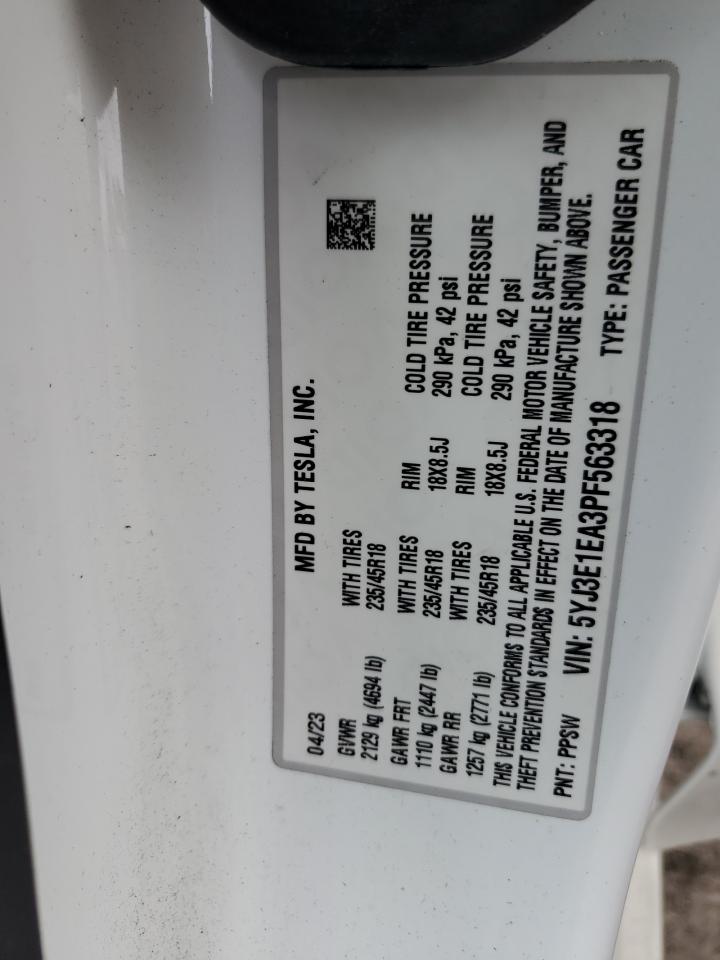 MFD BY TESLA, INC.
04/23
GVWR WITH TIRES
2129 kg (4694 lb) 235/45R18
GAWR FRT WITH TIRES RIM COLD TIRE PRESSURE
1110 kg (2447 lb) 235/45R18 18X8.5J 290 kPa, 42 psi
GAWR RR WITH TIRES RIM COLD TIRE PRESSURE
1257 kg (2771 lb) 235/45R18 18X8.5J 290 kPa, 42 psi
THIS VEHICLE CONFORMS TO ALL APPLICABLE U.S. FEDERAL MOTOR VEHICLE SAFETY, BUMPER, AND
THEFT PREVENTION STANDARDS IN EFFECT ON THE DATE OF MANUFACTURE SHOWN ABOVE.
PNT: PPSW VIN: 5YJ3E1EA3PF563318 TYPE: PASSENGER CAR